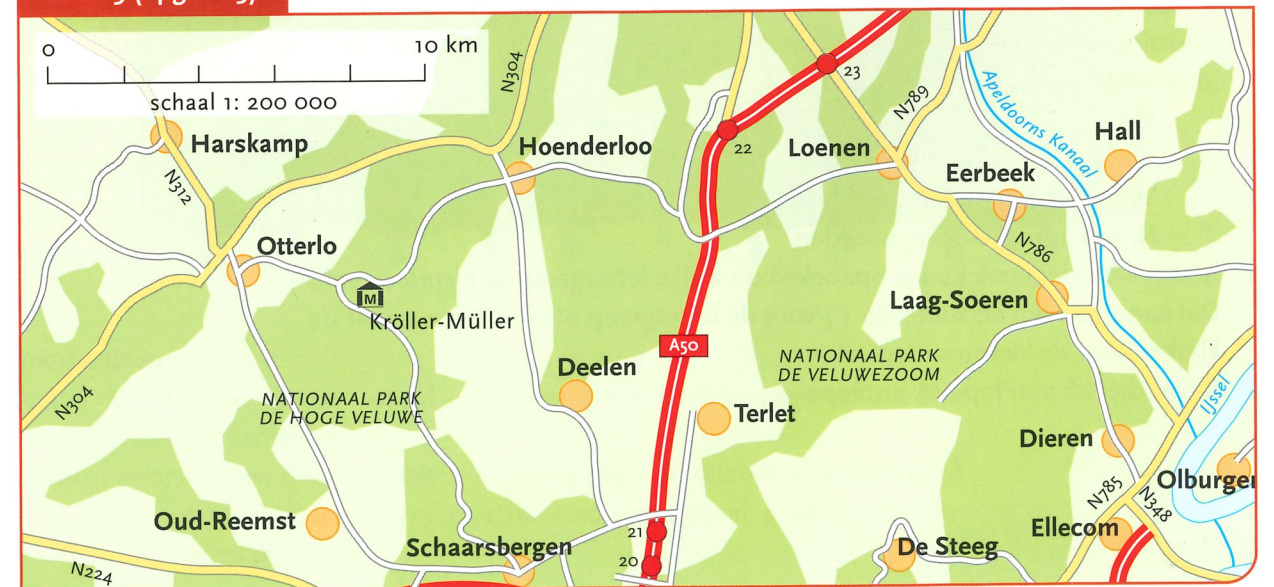 0
10 km
schaal 1: 200 000
N304
23
N789
Apeldoorns Kanaal
Harskamp
Hoenderloo
22
Loenen
Hall
Eerbeek
N312
Otterlo
N786
M
Kröller-Müller
Laag-Soeren
A50
NATIONAAL PARK
DE VELUWEZOOM
Deelen
NATIONAAL PARK
DE HOGE VELUWE
N304
Terlet
IJssel
Dieren
Olburgen
N785
N348
Oud-Reemst
Ellecom
21
Schaarsbergen
De Steeg
20
N224